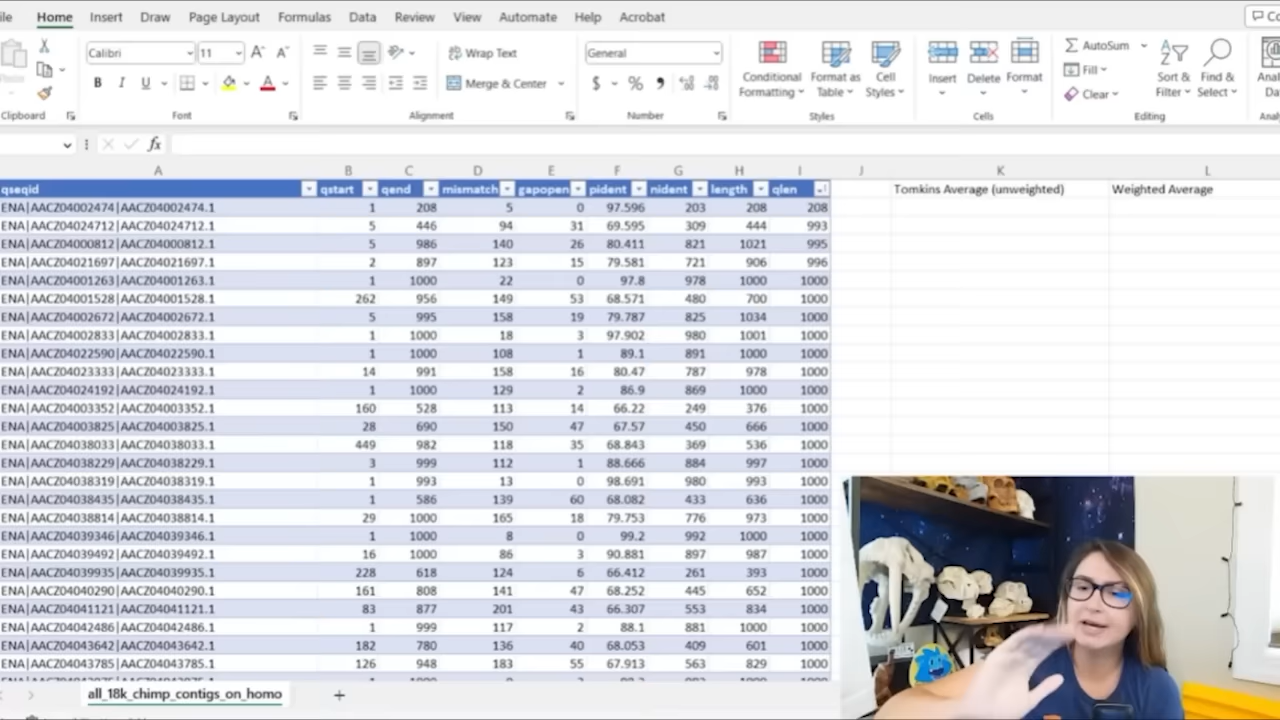 ile Home Insert Draw Page Layout Formulas Data Review View Automate Help Acrobat
Calibri 11 Wrap Text General AutoSum
Merge & Center Conditional Formatting Format as Table Cell Styles Insert Delete Format Fill Sort & Filter Find & Select
Clear
Clipboard Font Alignment Number Styles Cells Editing
fx
A B C D E F G H I J K L
qseqid qstart qend mismatch gapopen pident nident length qlen Tomkins Average (unweighted) Weighted Average
ENA|AACZ04002474|AACZ04002474.1 1 208 5 0 97.596 203 208 208
ENA|AACZ04024712|AACZ04024712.1 5 446 94 31 69.595 309 444 993
ENA|AACZ04000812|AACZ04000812.1 5 986 140 26 80.411 821 1021 995
ENA|AACZ04021697|AACZ04021697.1 2 897 123 15 79.581 721 906 996
ENA|AACZ04001263|AACZ04001263.1 1 1000 22 0 97.8 978 1000 1000
ENA|AACZ04001528|AACZ04001528.1 262 956 149 53 68.571 480 700 1000
ENA|AACZ04002672|AACZ04002672.1 5 995 158 19 79.787 825 1034 1000
ENA|AACZ04002833|AACZ04002833.1 1 1000 18 3 97.902 980 1001 1000
ENA|AACZ04022590|AACZ04022590.1 1 1000 108 1 89.1 891 1000 1000
ENA|AACZ04023333|AACZ04023333.1 14 991 158 16 80.47 787 978 1000
ENA|AACZ04024192|AACZ04024192.1 1 1000 129 2 86.9 869 1000 1000
ENA|AACZ04003352|AACZ04003352.1 160 528 113 14 66.22 249 376 1000
ENA|AACZ04003825|AACZ04003825.1 28 690 150 47 67.57 450 666 1000
ENA|AACZ04038033|AACZ04038033.1 449 982 118 35 68.843 369 536 1000
ENA|AACZ04038229|AACZ04038229.1 3 999 112 1 88.666 884 997 1000
ENA|AACZ04038319|AACZ04038319.1 1 993 13 0 98.691 980 993 1000
ENA|AACZ04038435|AACZ04038435.1 1 586 139 60 68.082 433 636 1000
ENA|AACZ04038814|AACZ04038814.1 29 1000 165 18 79.753 776 973 1000
ENA|AACZ04039346|AACZ04039346.1 1 1000 8 0 99.2 992 1000 1000
ENA|AACZ04039492|AACZ04039492.1 16 1000 86 3 90.881 897 987 1000
ENA|AACZ04039935|AACZ04039935.1 228 618 124 6 66.412 261 393 1000
ENA|AACZ04040290|AACZ04040290.1 161 808 141 47 68.252 445 652 1000
ENA|AACZ04041121|AACZ04041121.1 83 877 201 43 66.307 553 834 1000
ENA|AACZ04042486|AACZ04042486.1 1 999 117 2 88.1 881 1000 1000
ENA|AACZ04043642|AACZ04043642.1 182 780 136 40 68.053 409 601 1000
ENA|AACZ04043785|AACZ04043785.1 126 948 183 55 67.913 563 829 1000
all_18k_chimp_contigs_on_homo